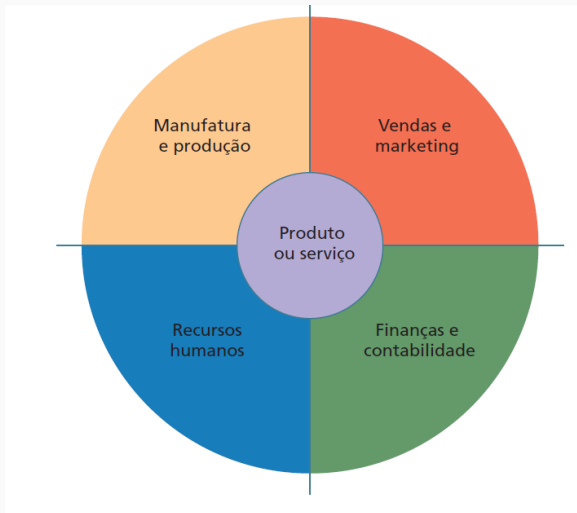 Manufatura
e produção
Vendas e
marketing
Produto
ou serviço
Recursos
humanos
Finanças e
contabilidade